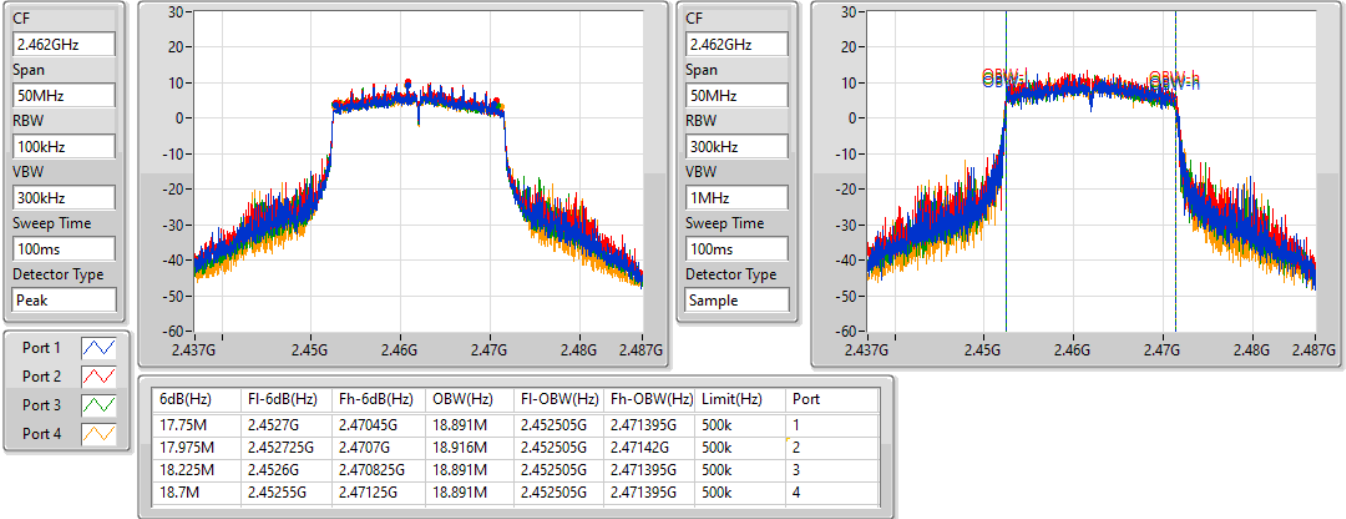 CF
2.462GHz
Span
50MHz
RBW
100kHz
VBW
300kHz
Sweep Time
100ms
Detector Type
Peak
30
20
10
0
-10
-20
-30
-40
-50
-60
2.437G 2.45G 2.46G 2.47G 2.48G 2.487G
CF
2.462GHz
Span
50MHz
RBW
300kHz
VBW
1MHz
Sweep Time
100ms
Detector Type
Sample
30
20
10
0
-10
-20
-30
-40
-50
-60
OBW-l OBW-h
2.437G 2.45G 2.46G 2.47G 2.48G 2.487G
Port 1
Port 2
Port 3
Port 4
6dB(Hz) Fl-6dB(Hz) Fh-6dB(Hz) OBW(Hz) Fl-OBW(Hz) Fh-OBW(Hz) Limit(Hz) Port
17.75M 2.4527G 2.47045G 18.891M 2.452505G 2.471395G 500k 1
17.975M 2.452725G 2.4707G 18.916M 2.452505G 2.47142G 500k 2
18.225M 2.4526G 2.470825G 18.891M 2.452505G 2.471395G 500k 3
18.7M 2.45255G 2.47125G 18.891M 2.452505G 2.471395G 500k 4